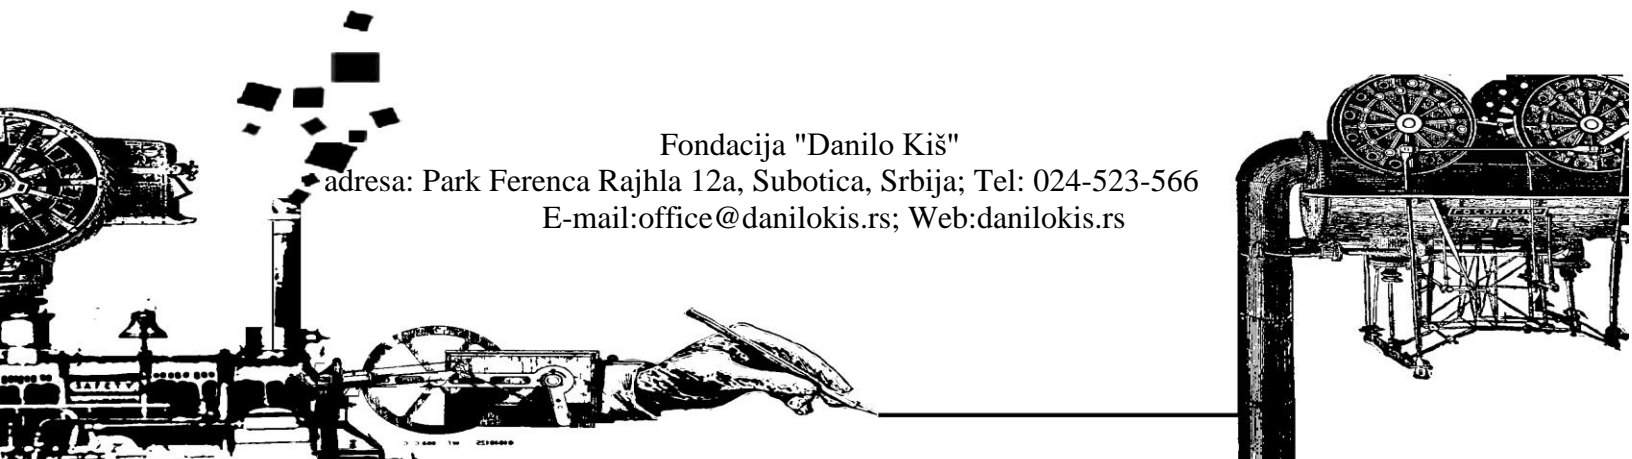 Fondacija "Danilo Kiš"
adresa: Park Ferenca Rajhla 12a, Subotica, Srbija; Tel: 024-523-566
E-mail:office@danilokis.rs; Web:danilokis.rs
SAFETY